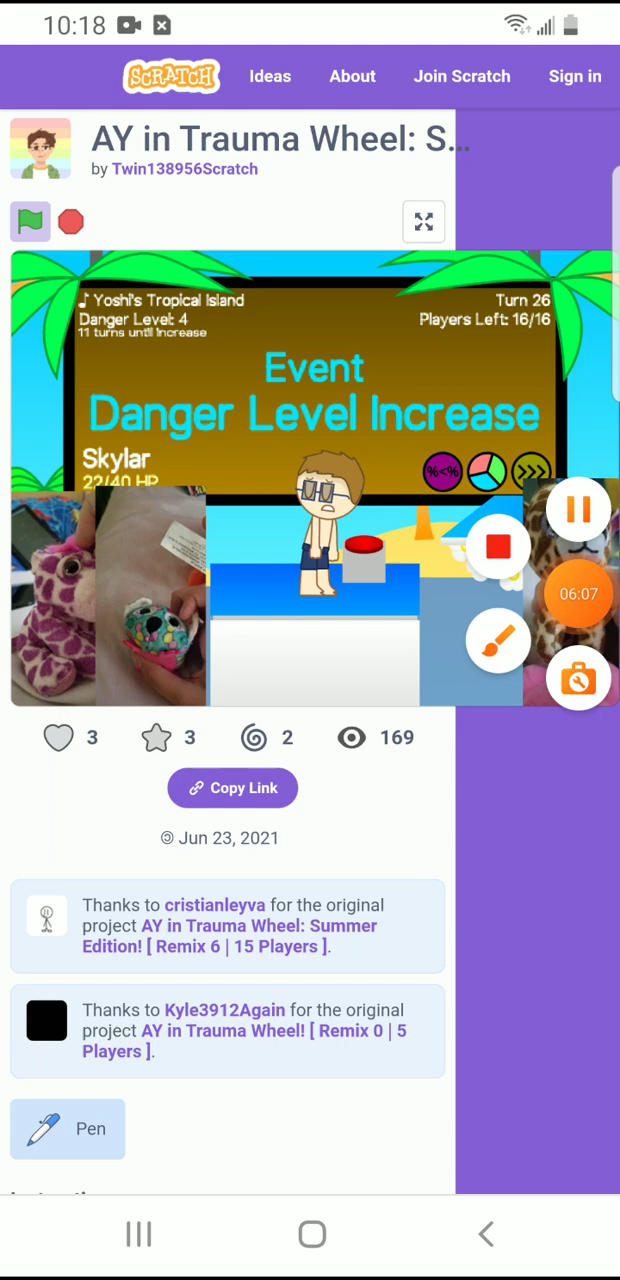 10:18
SCRATCH Ideas About Join Scratch Sign in
AY in Trauma Wheel: S...
by Twin138956Scratch
♪ Yoshi's Tropical Island
Turn 26
Danger Level: 4
Players Left: 16/16
11 turns until increase
Event
Danger Level Increase
Skylar
22/40 HP
%<%
>>>
06:07
3 3 2 169
Copy Link
Jun 23, 2021
Thanks to cristianleyva for the original
project AY in Trauma Wheel: Summer
Edition! [ Remix 6 | 15 Players ].
Thanks to Kyle3912Again for the original
project AY in Trauma Wheel! [ Remix 0 | 5
Players ].
Pen